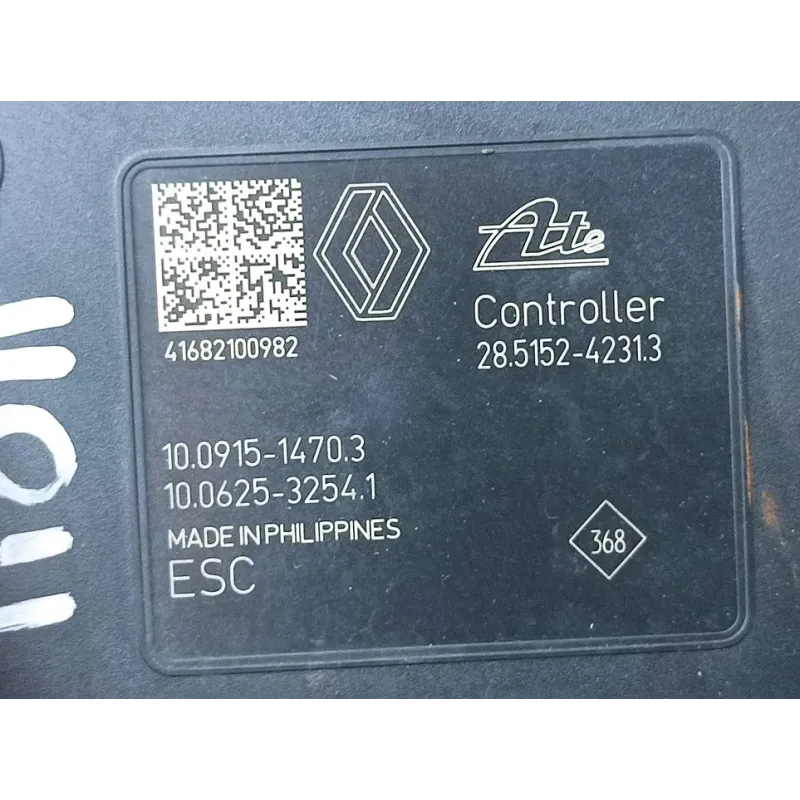 Ate
Controller
41682100982
28.5152-4231.3
10.0915-1470.3
10.0625-3254.1
MADE IN PHILIPPINES
368
ESC